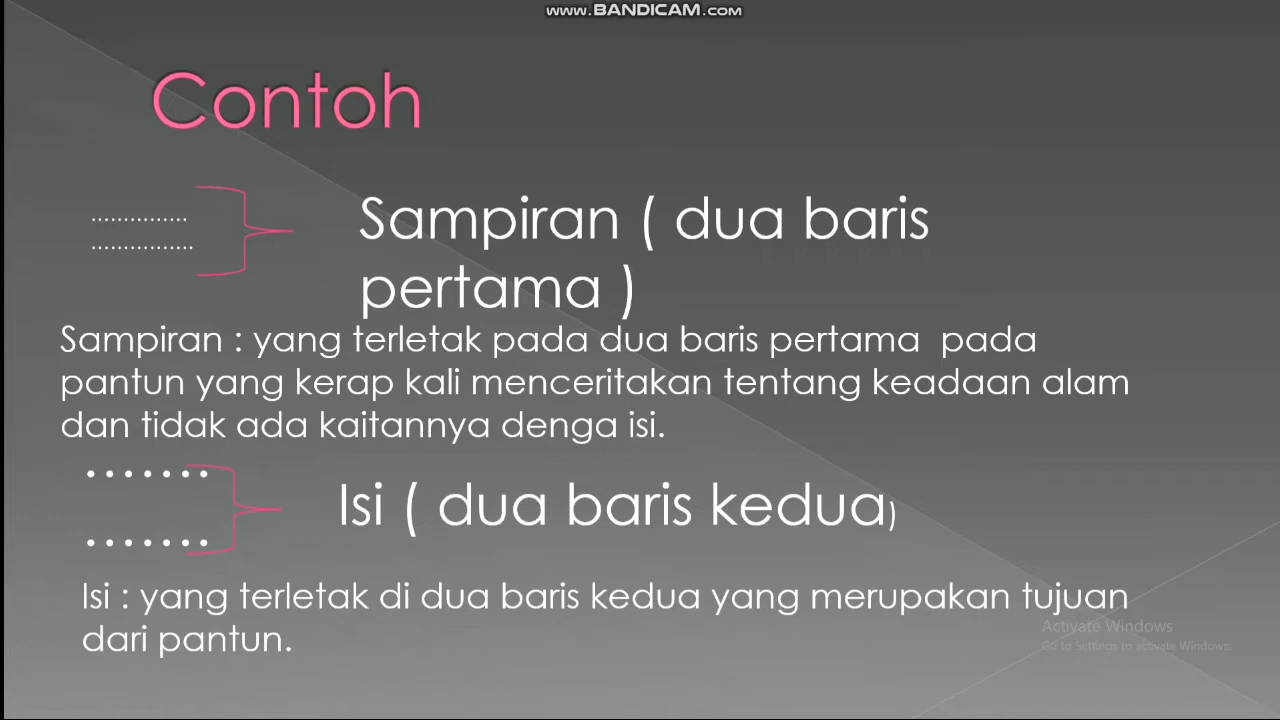 www.BANDICAM.com
Contoh
...............
................
Sampiran ( dua baris
pertama )
Sampiran : yang terletak pada dua baris pertama  pada
pantun yang kerap kali menceritakan tentang keadaan alam
dan tidak ada kaitannya denga isi.
.......
.......
Isi ( dua baris kedua)
Isi : yang terletak di dua baris kedua yang merupakan tujuan
dari pantun.
Activate Windows
Go to Settings to activate Windows.